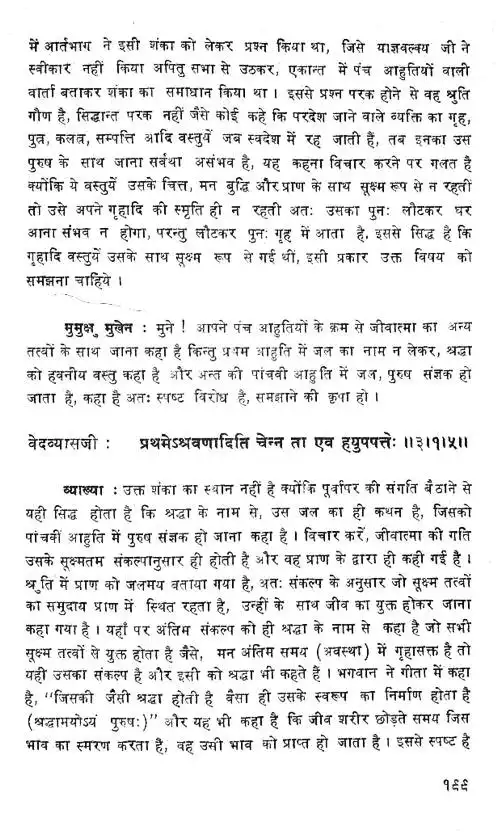 में आर्तभाग ने इसी शंका को लेकर प्रश्न किया था, जिसे याज्ञवल्क्य जी ने
स्वीकार नहीं किया अपितु सभा से उठकर, एकान्त में पंच आहुतियों वाली
वार्ता बताकर शंका का समाधान किया था । इससे प्रश्न परक होने से वह श्रुति
गौण है, सिद्धान्त परक नहीं जैसे कोई कहे कि परदेश जाने वाले व्यक्ति का गृह,
पुत्र, कलत्र, सम्पत्ति आदि वस्तुयें जब स्वदेश में रह जाती हैं, तब इनका उस
पुरुष के साथ जाना सर्वथा असंभव है, यह कहना विचार करने पर गलत है
क्योंकि ये वस्तुयें उसके चित्त, मन बुद्धि और प्राण के साथ सूक्ष्म रूप से न रहतीं
तो उसे अपने गृहादि की स्मृति ही न रहती अतः उसका पुनः लौटकर घर
आना संभव न होगा, परन्तु लौटकर पुनः गृह में आता है, इससे सिद्ध है कि
गृहादि वस्तुयें उसके साथ सूक्ष्म रूप से गई थीं, इसी प्रकार उक्त विषय को
समझना चाहिये ।
मुमुक्षु मुखेन : मुने ! आपने पंच आहुतियों के क्रम से जीवात्मा का अन्य
तत्वों के साथ जाना कहा है किन्तु प्रथम आहुति में जल का नाम न लेकर, श्रद्धा
को हवनीय वस्तु कहा है और अन्त की पांचवी आहुति में जल, पुरुष संज्ञक हो
जाता है, कहा है अतः स्पष्ट विरोध है, समझाने की कृपा हो ।
वेदव्यासजी : प्रथमेऽश्रवणादिति चेन्न ता एव हयुपपत्तेः ॥३।१।५॥
व्याख्या : उक्त शंका का स्थान नहीं है क्योंकि पूर्वापर की संगति बैठाने से
यही सिद्ध होता है कि श्रद्धा के नाम से, उस जल का ही कथन है, जिसको
पांचवीं आहुति में पुरुष संज्ञक हो जाना कहा है । विचार करें, जीवात्मा की गति
उसके सूक्ष्मतम संकल्पानुसार ही होती है और वह प्राण के द्वारा ही कही गई है ।
श्रुति में प्राण को जलमय बताया गया है, अतः संकल्प के अनुसार जो सूक्ष्म तत्वों
का समुदाय प्राण में स्थित रहता है, उन्हीं के साथ जीव का युक्त होकर जाना
कहा गया है । यहाँ पर अंतिम संकल्प को ही श्रद्धा के नाम से कहा है जो सभी
सूक्ष्म तत्वों से युक्त होता है जैसे, मन अंतिम समय (अवस्था) में गृहासक्त है तो
यही उसका संकल्प है और इसी को श्रद्धा भी कहते हैं । भगवान ने गीता में कहा
है, "जिसकी जैसी श्रद्धा होती है वैसा ही उसके स्वरूप का निर्माण होता है
(श्रद्धामयोऽयं पुरुषः)" और यह भी कहा है कि जीव शरीर छोड़ते समय जिस
भाव का स्मरण करता है, वह उसी भाव को प्राप्त हो जाता है । इससे स्पष्ट है
१९९